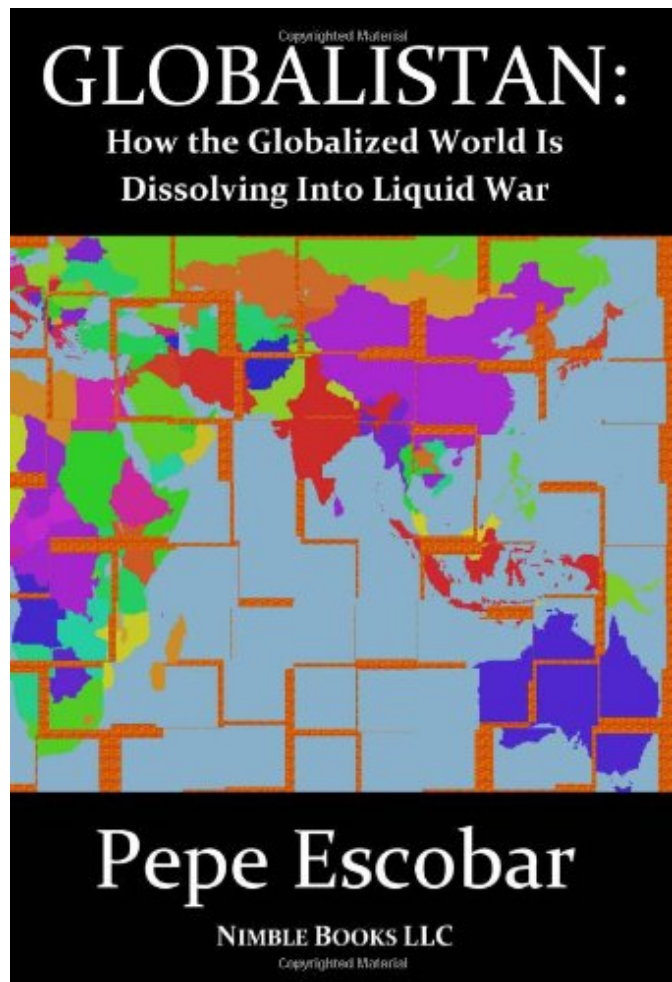 Copyrighted Material
GLOBALISTAN:
How the Globalized World Is
Dissolving Into Liquid War
Pepe Escobar
NIMBLE BOOKS LLC
Copyrighted Material